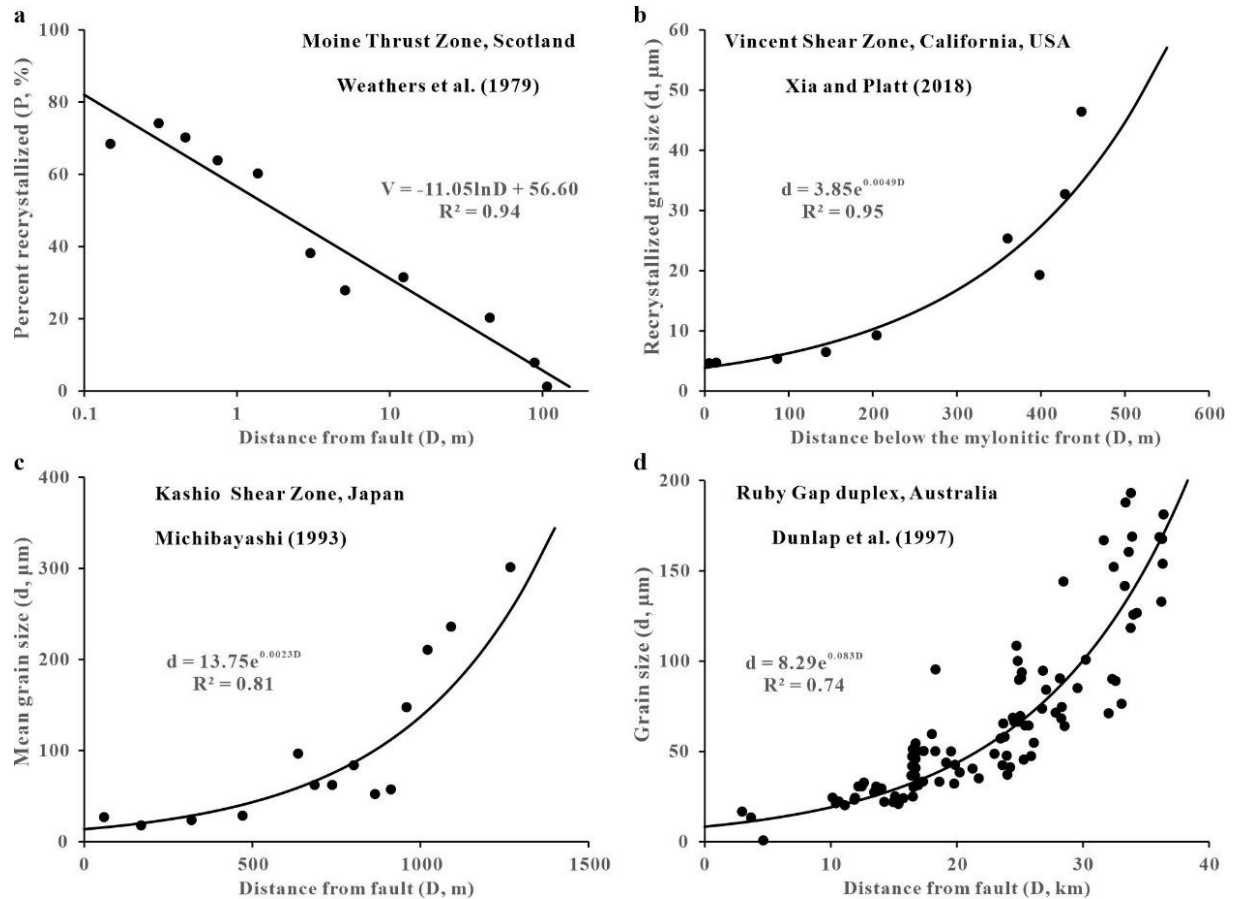 a
Moine Thrust Zone, Scotland
Weathers et al. (1979)
V = -11.05lnD + 56.60
R² = 0.94
Percent recrystallized (P, %)
100
80
60
40
20
0
0.1 1 10 100
Distance from fault (D, m)
b
Vincent Shear Zone, California, USA
Xia and Platt (2018)
d = 3.85e^0.0049D
R² = 0.95
Recrystallized grian size (d, μm)
60
50
40
30
20
10
0
0 100 200 300 400 500 600
Distance below the mylonitic front (D, m)
c
Kashio Shear Zone, Japan
Michibayashi (1993)
d = 13.75e^0.0023D
R² = 0.81
Mean grain size (d, μm)
400
300
200
100
0
0 500 1000 1500
Distance from fault (D, m)
d
Ruby Gap duplex, Australia
Dunlap et al. (1997)
d = 8.29e^0.083D
R² = 0.74
Grain size (d, μm)
200
150
100
50
0
0 10 20 30 40
Distance from fault (D, km)